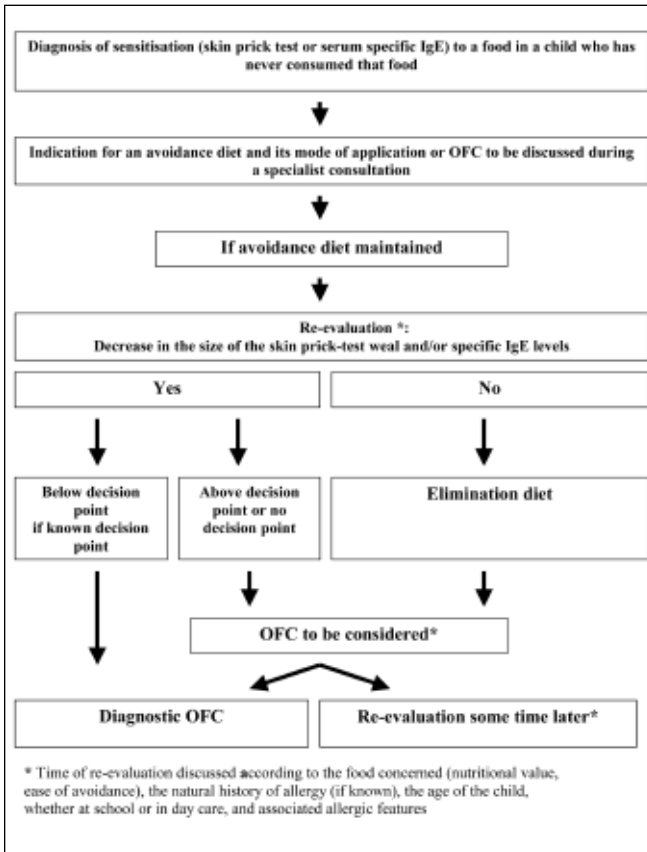 Diagnosis of sensitisation (skin prick test or serum specific IgE) to a food in a child who has
never consumed that food
Indication for an avoidance diet and its mode of application or OFC to be discussed during
a specialist consultation
If avoidance diet maintained
Re-evaluation *:
Decrease in the size of the skin prick-test weal and/or specific IgE levels
Yes
No
Below decision
point
if known decision
point
Above decision
point or no
decision point
Elimination diet
OFC to be considered*
Diagnostic OFC
Re-evaluation some time later*
* Time of re-evaluation discussed according to the food concerned (nutritional value,
ease of avoidance), the natural history of allergy (if known), the age of the child,
whether at school or in day care, and associated allergic features